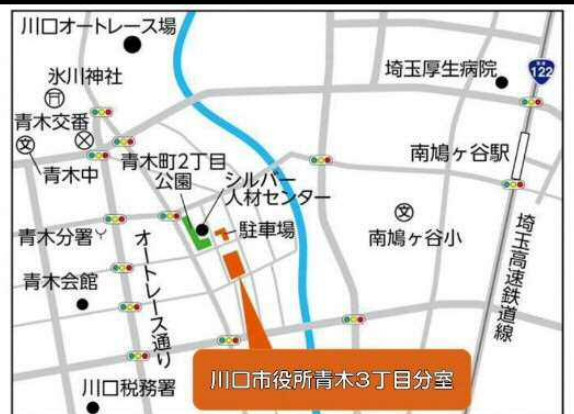 川口オートレース場
氷川神社
埼玉厚生病院
122
青木交番
文
青木中
青木町2丁目
公園
シルバー
人材センター
南鳩ヶ谷駅
駐車場
文
南鳩ヶ谷小
青木分署
オートレース通り
埼玉高速鉄道線
青木会館
川口税務署
川口市役所青木3丁目分室